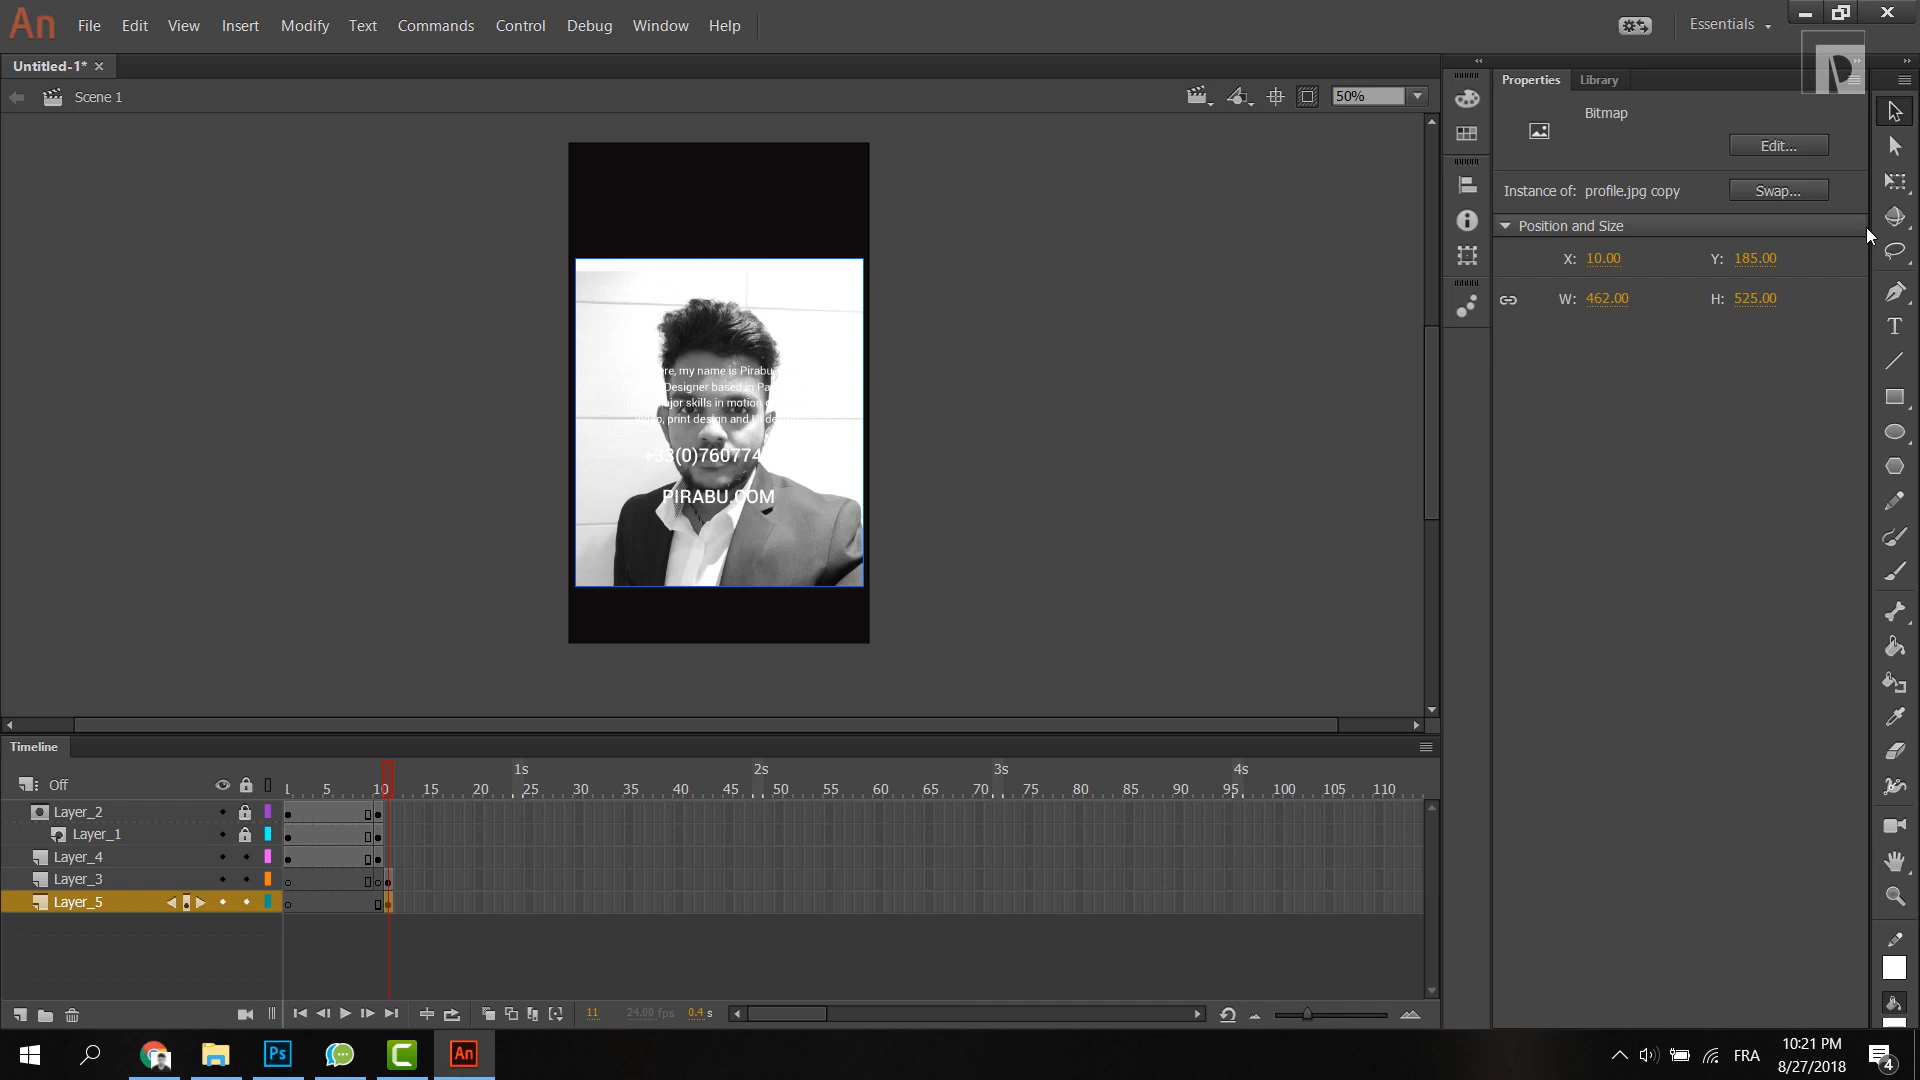 An File Edit View Insert Modify Text Commands Control Debug Window Help Essentials
Untitled-1*
Properties Library
Scene 1 50%
Bitmap
Edit...
Instance of: profile.jpg copy Swap...
Position and Size
X: 10.00 Y: 185.00
W: 462.00 H: 525.00
re, my name is Pirabu
Designer based in Pa
jor skills in motion
, print design and
+33(0)760774
PIRABU.COM
Timeline
1s 2s 3s 4s
Off 1 5 10 15 20 25 30 35 40 45 50 55 60 65 70 75 80 85 90 95 100 105 110
Layer_2
Layer_1
Layer_4
Layer_3
Layer_5
11 24.00 fps 0.4 s
Ps An FRA 10:21 PM
8/27/2018 4